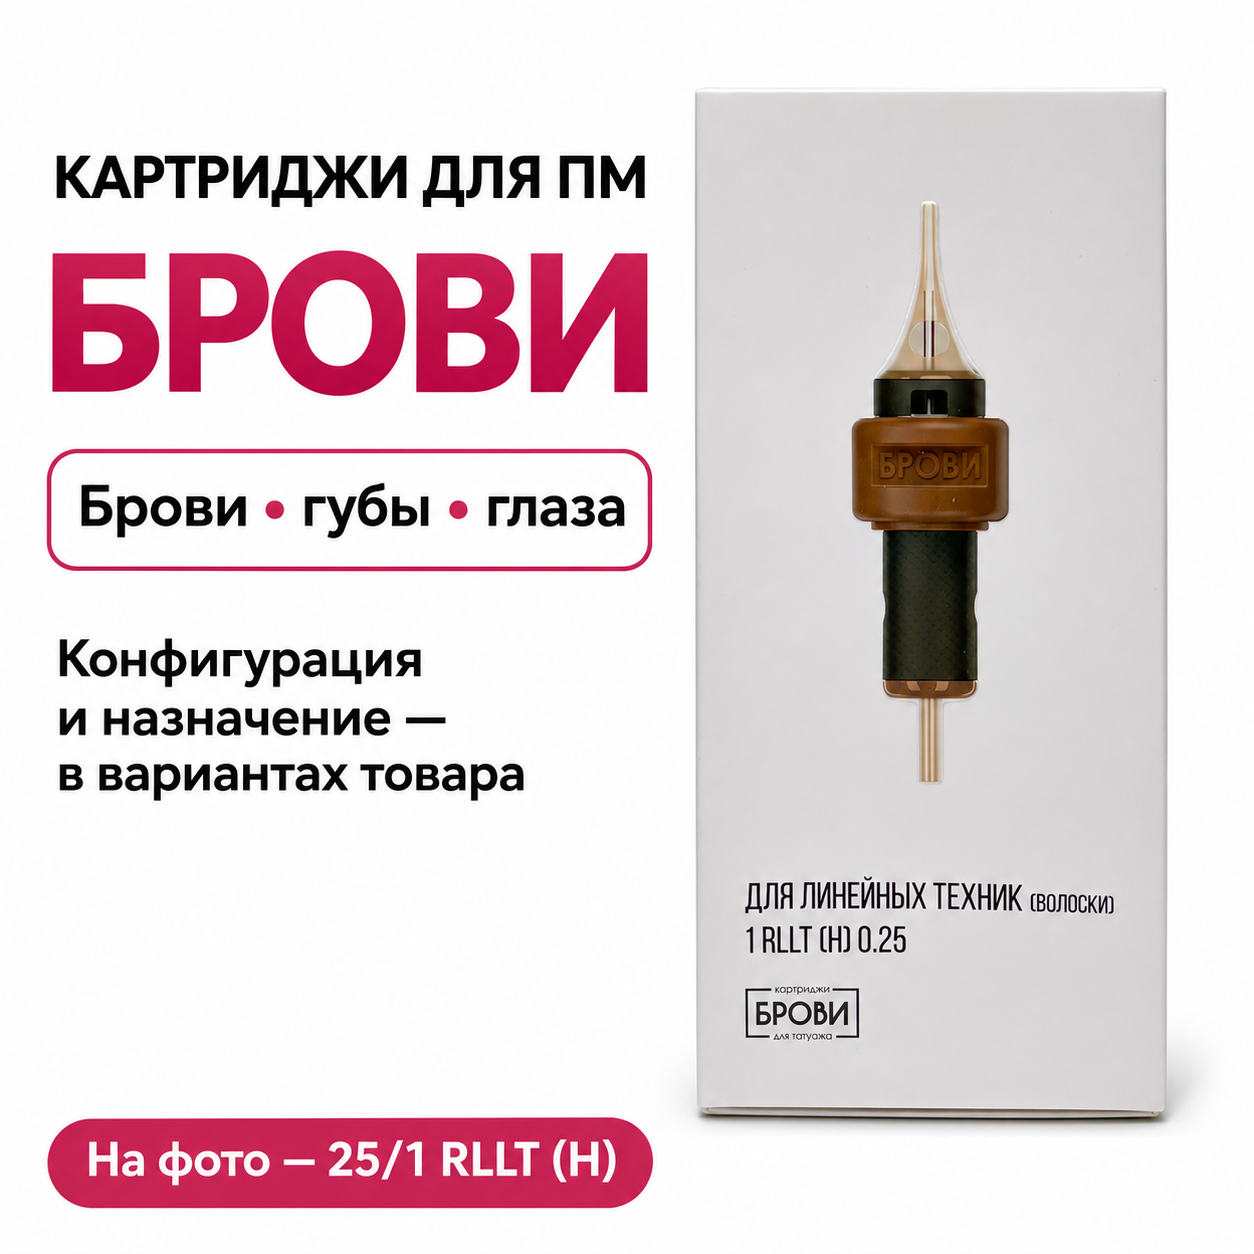 КАРТРИДЖИ ДЛЯ ПМ
БРОВИ
Брови • губы • глаза
Конфигурация
и назначение —
в вариантах товара
На фото — 25/1 RLLT (H)
БРОВИ
ДЛЯ ЛИНЕЙНЫХ ТЕХНИК (ВОЛОСКИ)
1 RLLT (H) 0.25
картриджи
БРОВИ
для татуажа